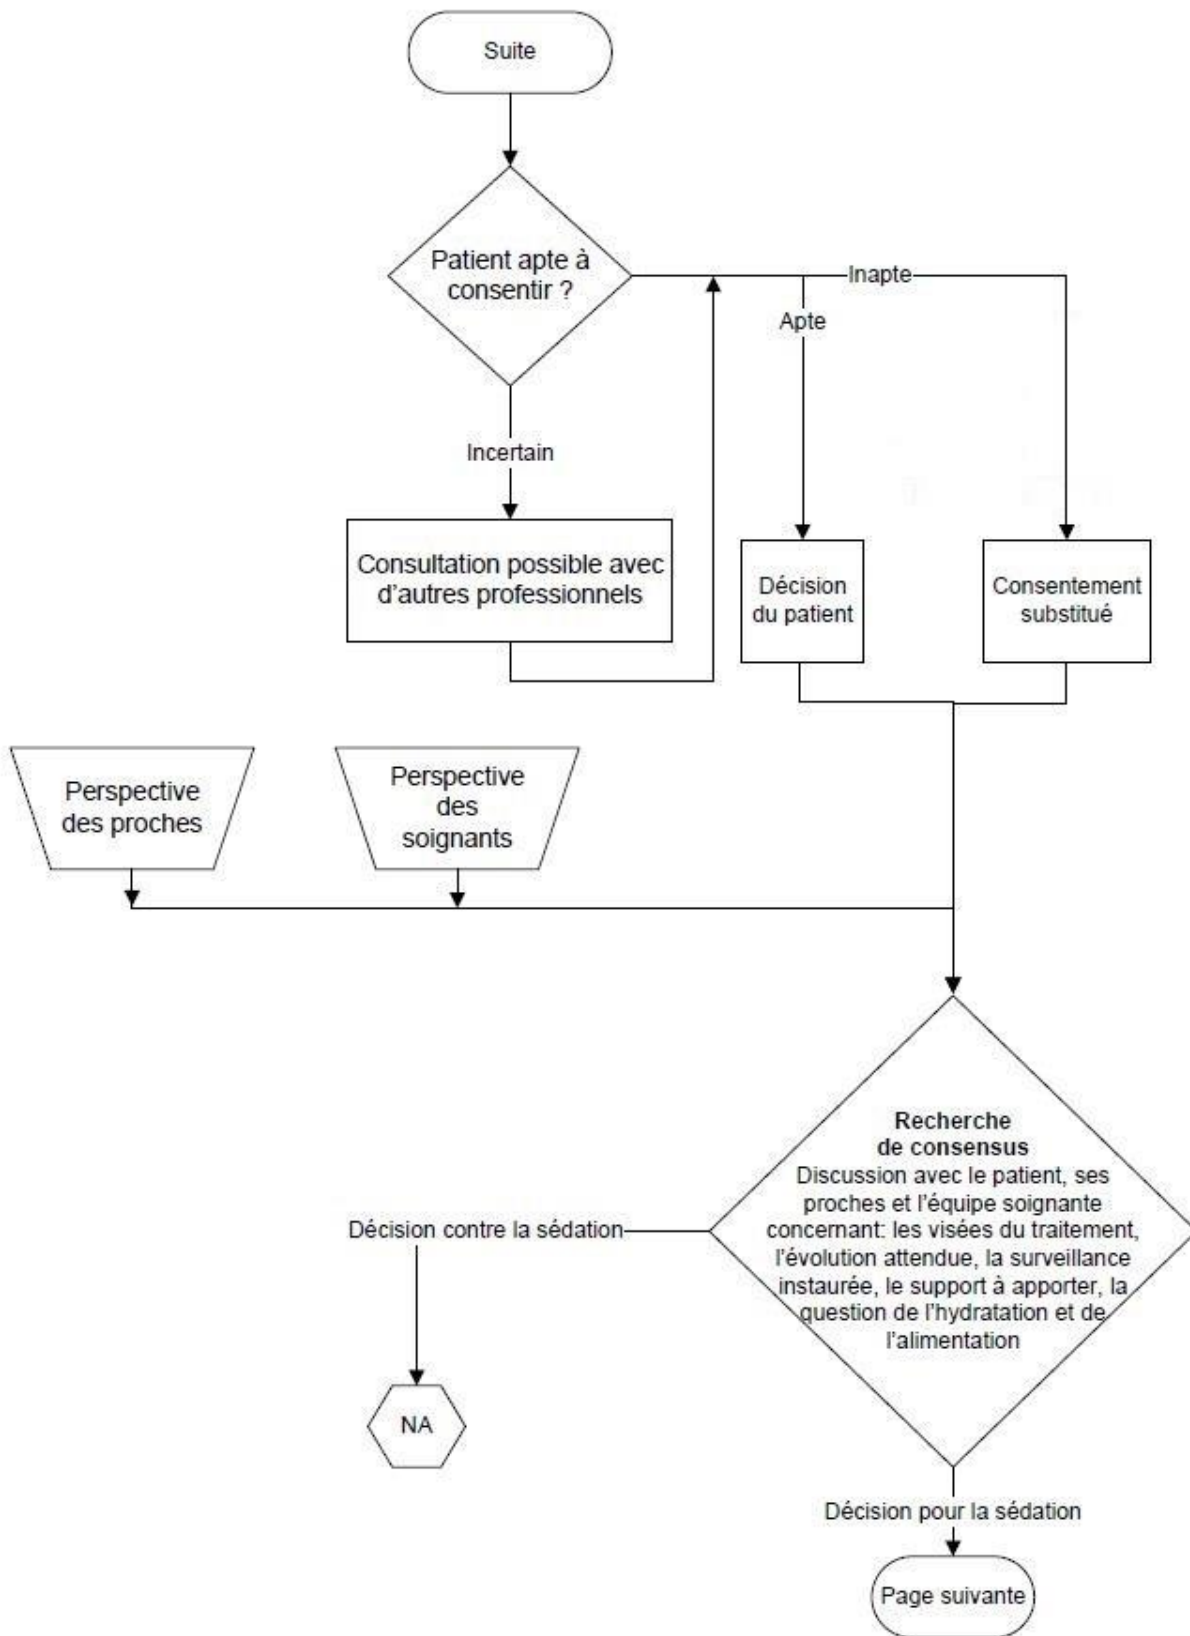 Suite
Patient apte à
consentir ?
Inapte
Apte
Incertain
Consultation possible avec
d'autres professionnels
Décision
du patient
Consentement
substitué
Perspective
des proches
Perspective
des
soignants
Recherche
de consensus
Discussion avec le patient, ses
proches et l'équipe soignante
concernant: les visées du traitement,
l'évolution attendue, la surveillance
instaurée, le support à apporter, la
question de l'hydratation et de
l'alimentation
Décision contre la sédation
NA
Décision pour la sédation
Page suivante